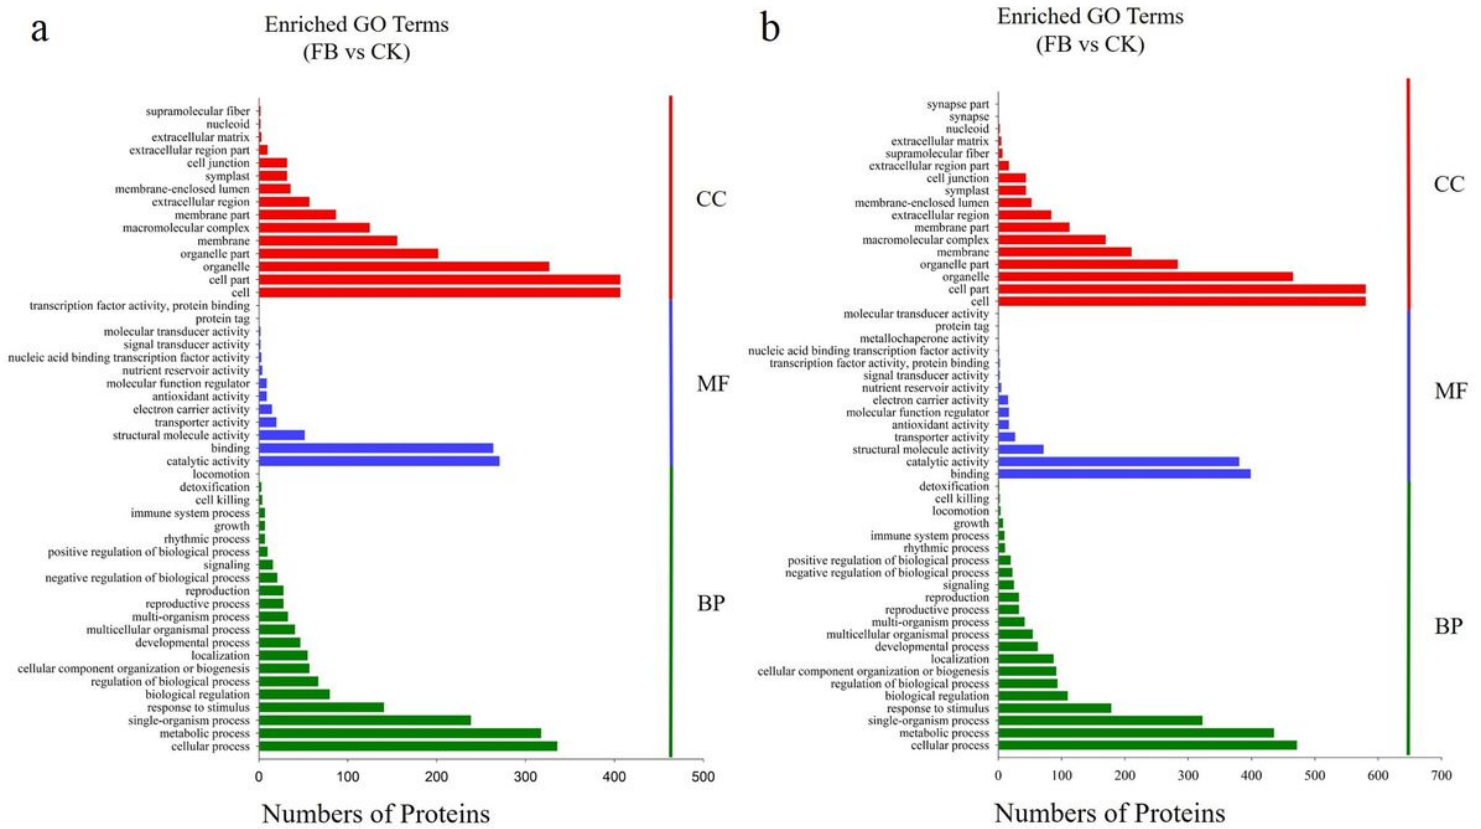 a
Enriched GO Terms
(FB vs CK)
supramolecular fiber
nucleoid
extracellular matrix
extracellular region part
cell junction
symplast
membrane-enclosed lumen
extracellular region
membrane part
macromolecular complex
membrane
organelle part
organelle
cell part
cell
transcription factor activity, protein binding
protein tag
molecular transducer activity
signal transducer activity
nucleic acid binding transcription factor activity
nutrient reservoir activity
molecular function regulator
antioxidant activity
electron carrier activity
transporter activity
structural molecule activity
binding
catalytic activity
locomotion
detoxification
cell killing
immune system process
growth
rhythmic process
positive regulation of biological process
signaling
negative regulation of biological process
reproduction
reproductive process
multi-organism process
multicellular organismal process
developmental process
localization
cellular component organization or biogenesis
regulation of biological process
biological regulation
response to stimulus
single-organism process
metabolic process
cellular process
CC
MF
BP
0 100 200 300 400 500
Numbers of Proteins
b
Enriched GO Terms
(FB vs CK)
synapse part
synapse
nucleoid
extracellular matrix
supramolecular fiber
extracellular region part
cell junction
symplast
membrane-enclosed lumen
extracellular region
membrane part
macromolecular complex
membrane
organelle part
organelle
cell part
cell
molecular transducer activity
protein tag
metallochaperone activity
nucleic acid binding transcription factor activity
transcription factor activity, protein binding
signal transducer activity
nutrient reservoir activity
electron carrier activity
molecular function regulator
antioxidant activity
transporter activity
structural molecule activity
catalytic activity
binding
detoxification
cell killing
locomotion
growth
immune system process
rhythmic process
positive regulation of biological process
negative regulation of biological process
signaling
reproduction
reproductive process
multi-organism process
multicellular organismal process
developmental process
localization
cellular component organization or biogenesis
regulation of biological process
biological regulation
response to stimulus
single-organism process
metabolic process
cellular process
CC
MF
BP
0 100 200 300 400 500 600 700
Numbers of Proteins